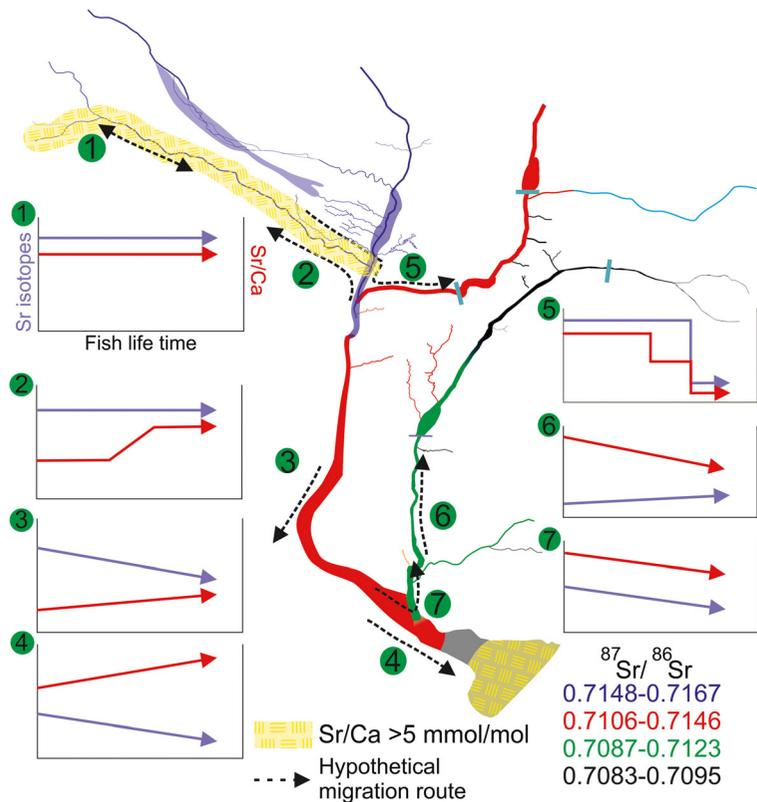 1
2
5
1
Sr isotopes
Sr/Ca
Fish life time
5
2
3
6
6
3
7
7
4
4
87Sr/ 86Sr
0.7148-0.7167
0.7106-0.7146
0.7087-0.7123
0.7083-0.7095
Sr/Ca >5 mmol/mol
Hypothetical
migration route